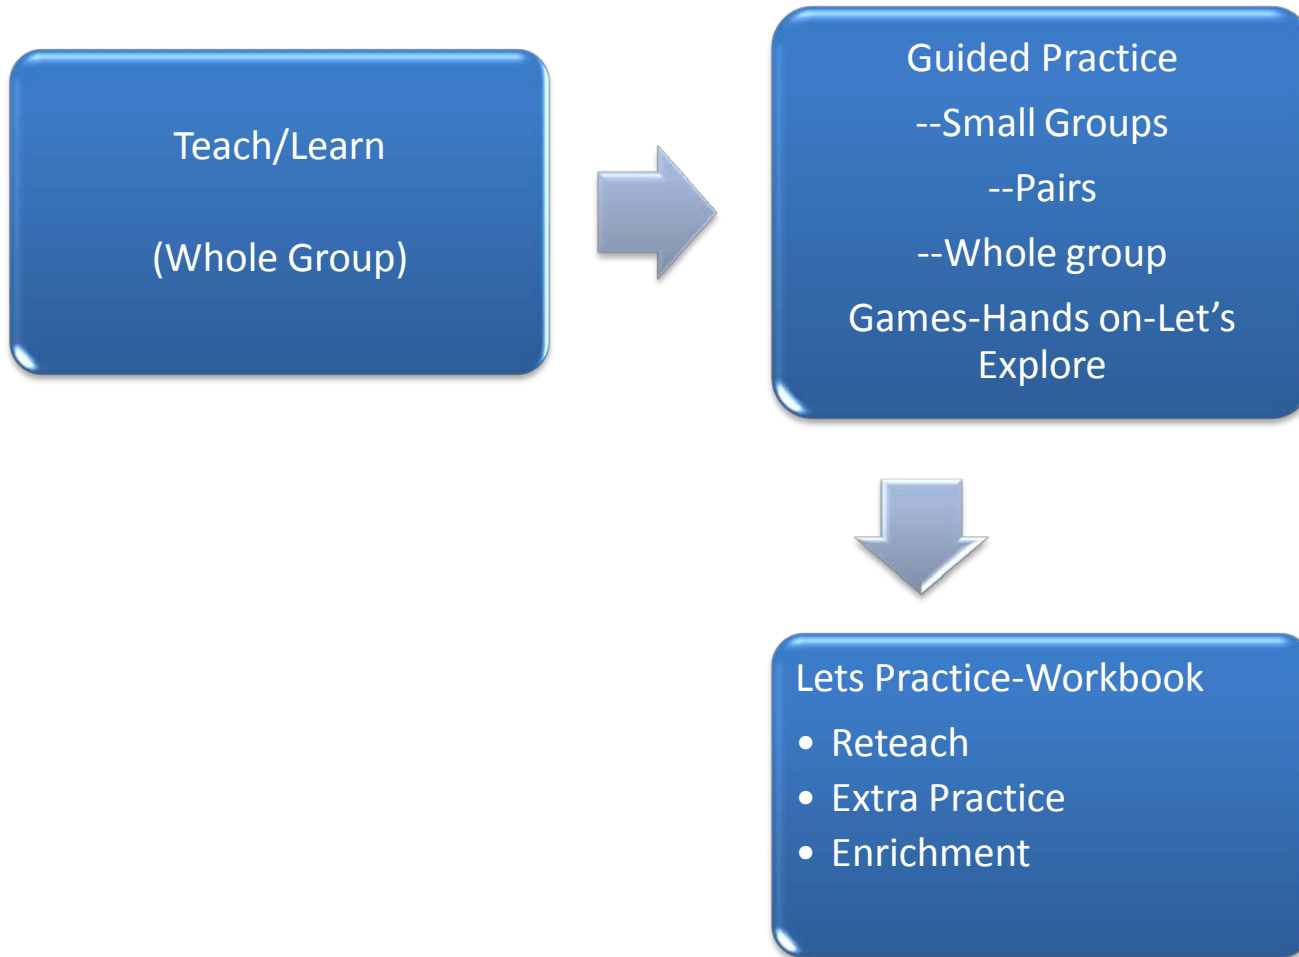 Teach/Learn
(Whole Group)
Guided Practice
--Small Groups
--Pairs
--Whole group
Games-Hands on-Let’s
Explore
Lets Practice-Workbook
• Reteach
• Extra Practice
• Enrichment